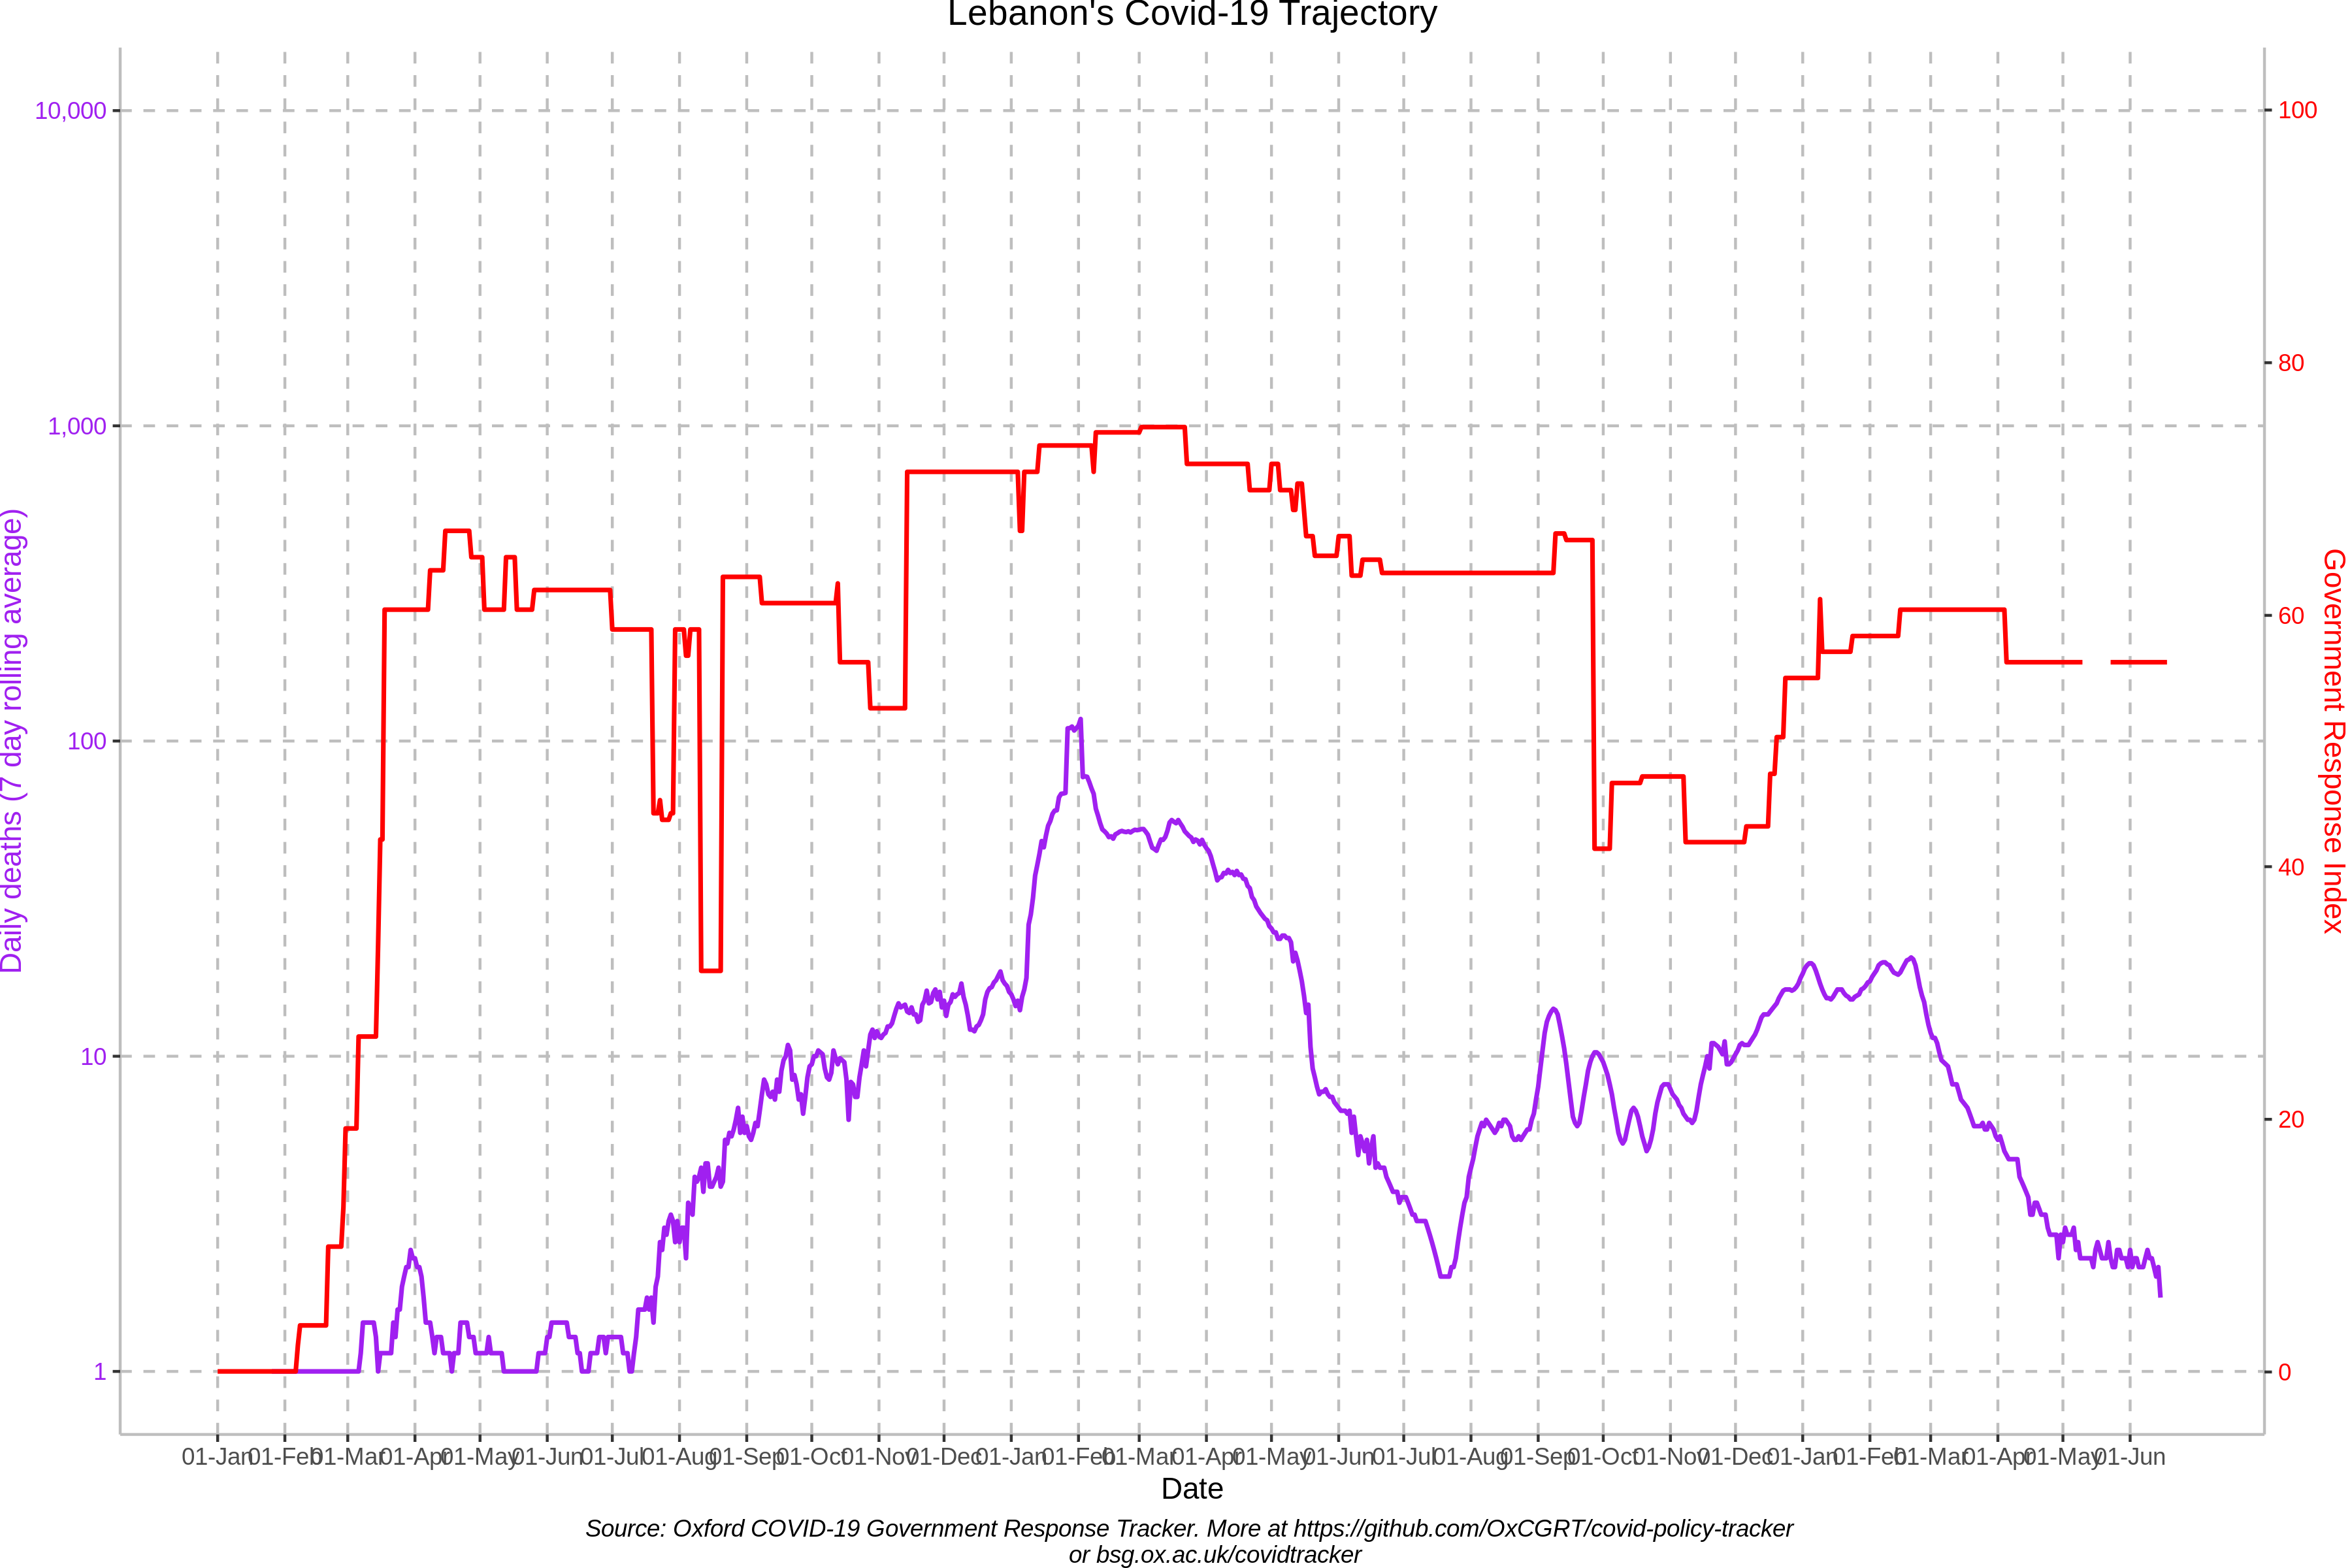 Lebanon's Covid-19 Trajectory
10,000
1,000
100
10
1
Daily deaths (7 day rolling average)
100
80
60
40
20
0
Government Response Index
01-Jan 01-Feb 01-Mar 01-Apr 01-May 01-Jun 01-Jul 01-Aug 01-Sep 01-Oct 01-Nov 01-Dec 01-Jan 01-Feb 01-Mar 01-Apr 01-May 01-Jun 01-Jul 01-Aug 01-Sep 01-Oct 01-Nov 01-Dec 01-Jan 01-Feb 01-Mar 01-Apr 01-May 01-Jun
Date
Source: Oxford COVID-19 Government Response Tracker. More at https://github.com/OxCGRT/covid-policy-tracker
or bsg.ox.ac.uk/covidtracker